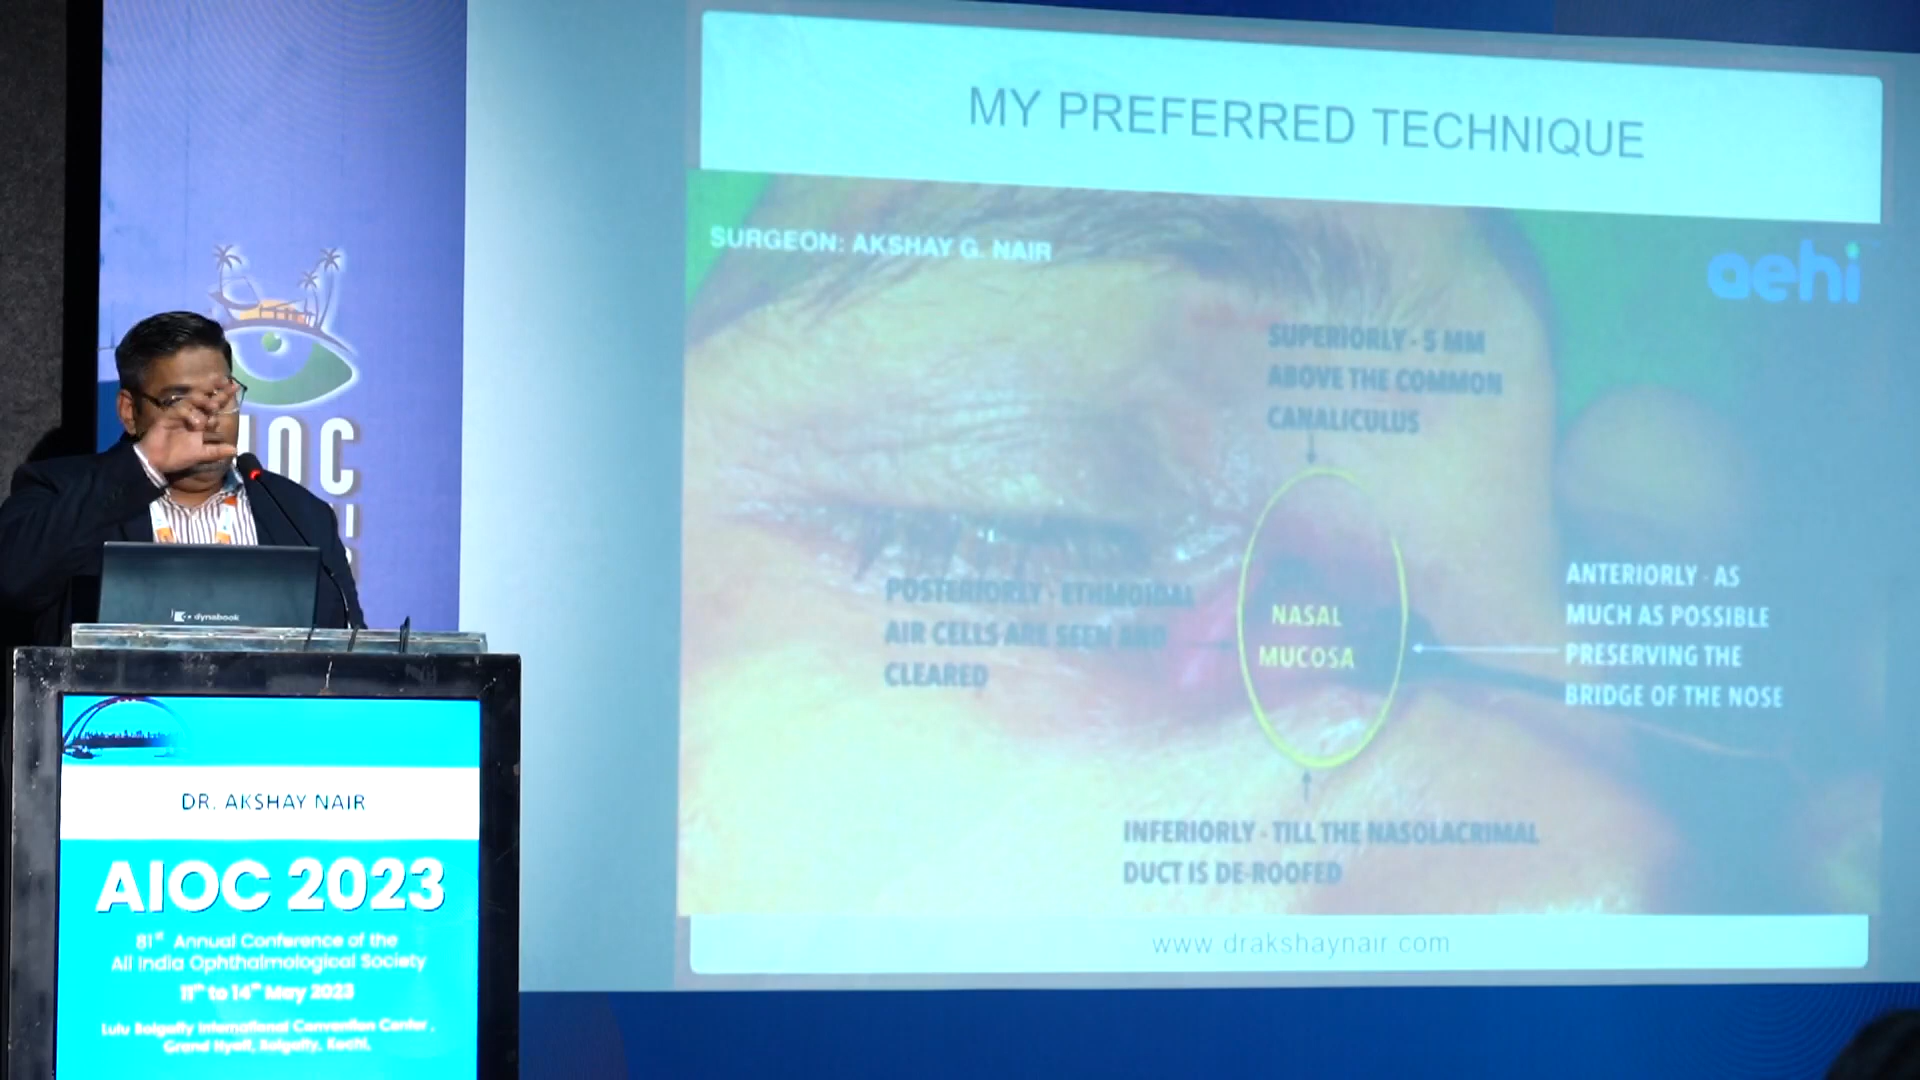 MY PREFERRED TECHNIQUE
SURGEON: AKSHAY G. NAIR
aehi
SUPERIORLY - 5 MM
ABOVE THE COMMON
CANALICULUS
POSTERIORLY - ETHMOIDAL
AIR CELLS ARE SEEN AND
CLEARED
NASAL
MUCOSA
ANTERIORLY - AS
MUCH AS POSSIBLE
PRESERVING THE
BRIDGE OF THE NOSE
INFERIORLY - TILL THE NASOLACRIMAL
DUCT IS DE-ROOFED
www.drakshaynair.com
dynabook
DR. AKSHAY NAIR
AIOC 2023
81st Annual Conference of the
All India Ophthalmological Society
11th to 14th May 2023
Lulu Bolgatty International Convention Center,
Grand Hyatt, Bolgatty, Kochi.